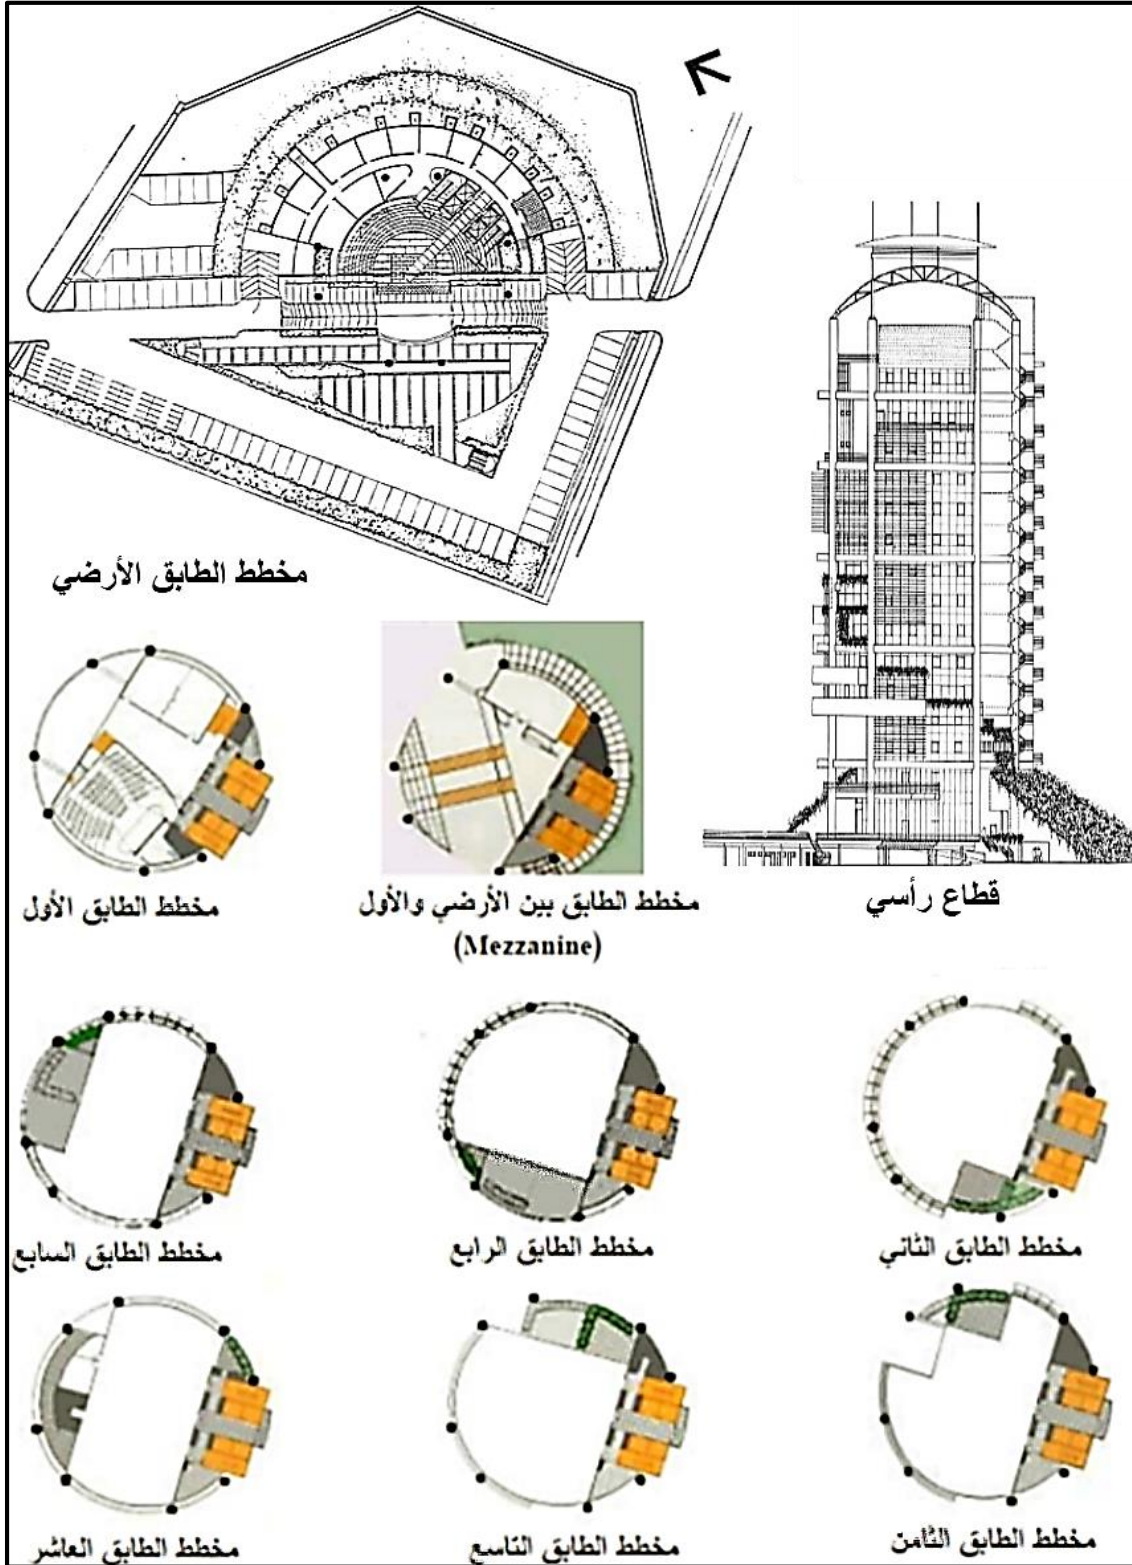 مخطط الطابق الأرضي
قطاع رأسي
مخطط الطابق بين الأرضي والأول
(Mezzanine)
مخطط الطابق الأول
مخطط الطابق الثاني
مخطط الطابق الرابع
مخطط الطابق السابع
مخطط الطابق الثامن
مخطط الطابق التاسع
مخطط الطابق العاشر